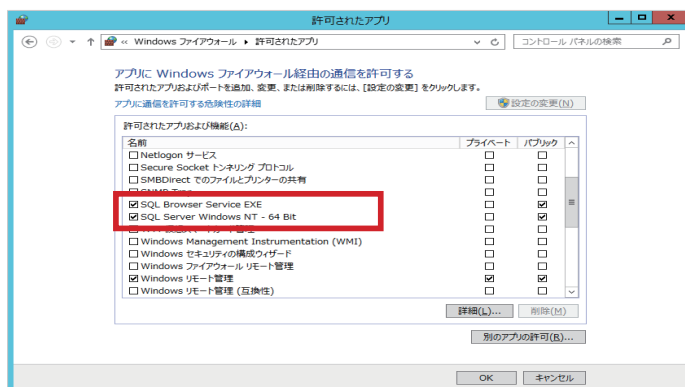 許可されたアプリ
« Windows ファイアウォール ▸ 許可されたアプリ
コントロール パネルの検索
アプリに Windows ファイアウォール経由の通信を許可する
許可されたアプリおよびポートを追加、変更、または削除するには、[設定の変更] をクリックします。
アプリに通信を許可する危険性の詳細
設定の変更(N)
許可されたアプリおよび機能(A):
名前 プライベート パブリック
Netlogon サービス
Secure Socket トンネリング プロトコル
SMBDirect でのファイルとプリンターの共有
SQL Browser Service EXE
SQL Server Windows NT - 64 Bit
Windows Management Instrumentation (WMI)
Windows セキュリティの構成ウィザード
Windows ファイアウォール リモート管理
Windows リモート管理
Windows リモート管理 (互換性)
詳細(L)... 削除(M)
別のアプリの許可(R)...
OK キャンセル